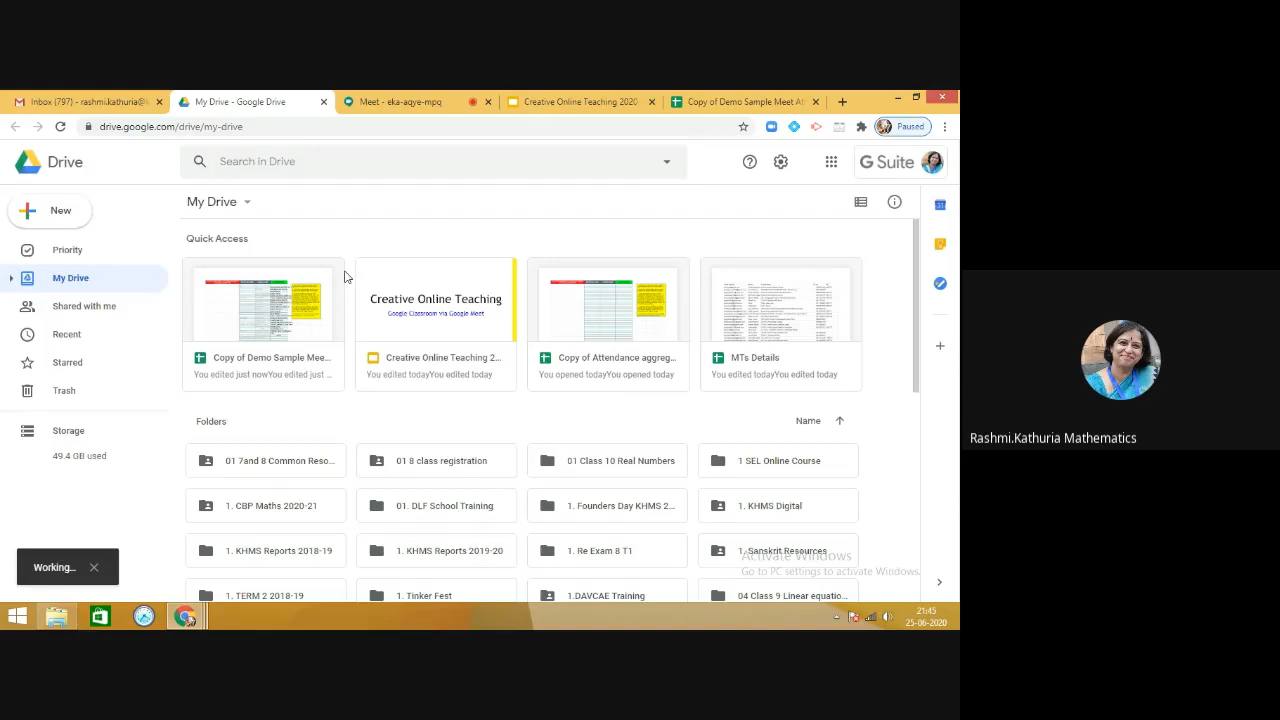 Inbox (797) - rashmi.kathuria@k
My Drive - Google Drive
Meet - eka-aqye-mpq
Creative Online Teaching 2020
Copy of Demo Sample Meet At
drive.google.com/drive/my-drive
Paused
Drive
Search in Drive
G Suite
New
My Drive
Priority
Quick Access
My Drive
Shared with me
Recent
Starred
Trash
Storage
49.4 GB used
Creative Online Teaching
Google Classroom via Google Meet
Copy of Demo Sample Mee...
Creative Online Teaching 2...
Copy of Attendance aggreg...
MTs Details
You edited just nowYou edited just ...
You edited todayYou edited today
You opened todayYou opened today
You edited todayYou edited today
Folders
Name
01 7and 8 Common Reso...
01 8 class registration
01 Class 10 Real Numbers
1 SEL Online Course
1. CBP Maths 2020-21
01. DLF School Training
1. Founders Day KHMS 2...
1. KHMS Digital
1. KHMS Reports 2018-19
1. KHMS Reports 2019-20
1. Re Exam 8 T1
1. Sanskrit Resources
1. TERM 2 2018-19
1. Tinker Fest
1.DAVCAE Training
04 Class 9 Linear equatio...
Working...
Activate Windows
Go to PC settings to activate Windows.
21:45
25-06-2020
Rashmi.Kathuria Mathematics